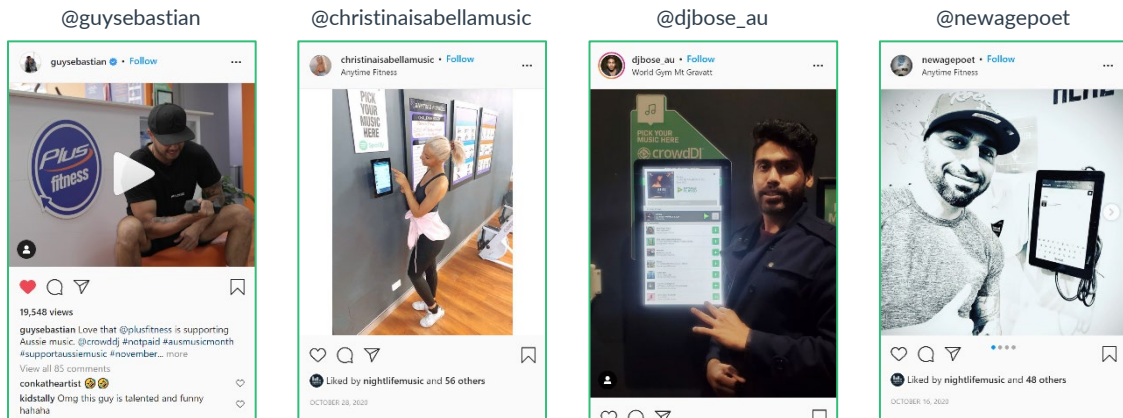 @guysebastian
@christinaisabellamusic
@djbose_au
@newagepoet
guysebastian • Follow
Plus
fitness
19,548 views
guysebastian Love that @plusfitness is supporting
Aussie music. @crowddj #notpaid #ausmusicmonth
#supportaussiemusic #november... more
View all 85 comments
conkatheartist 🤣🤣
kidstally Omg this guy is talented and funny
hahaha
christinaisabellamusic • Follow
Anytime Fitness
PICK
YOUR
MUSIC
HERE
Liked by nightlifemusic and 56 others
OCTOBER 28, 2020
djbose_au • Follow
World Gym Mt Gravatt
PICK YOUR
MUSIC HERE
crowdDJ
newagepoet • Follow
Anytime Fitness
Liked by nightlifemusic and 48 others
OCTOBER 16, 2020